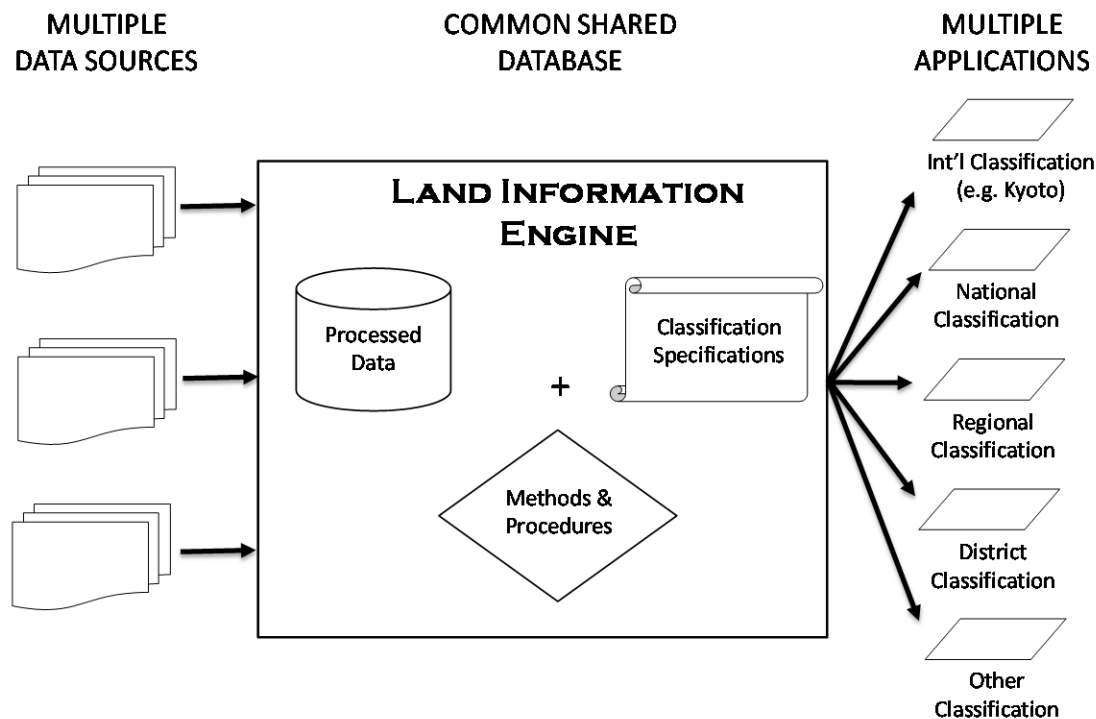 MULTIPLE
DATA SOURCES
COMMON SHARED
DATABASE
MULTIPLE
APPLICATIONS
LAND INFORMATION
ENGINE
Processed
Data
Classification
Specifications
+
Methods &
Procedures
Int'l Classification
(e.g. Kyoto)
National
Classification
Regional
Classification
District
Classification
Other
Classification